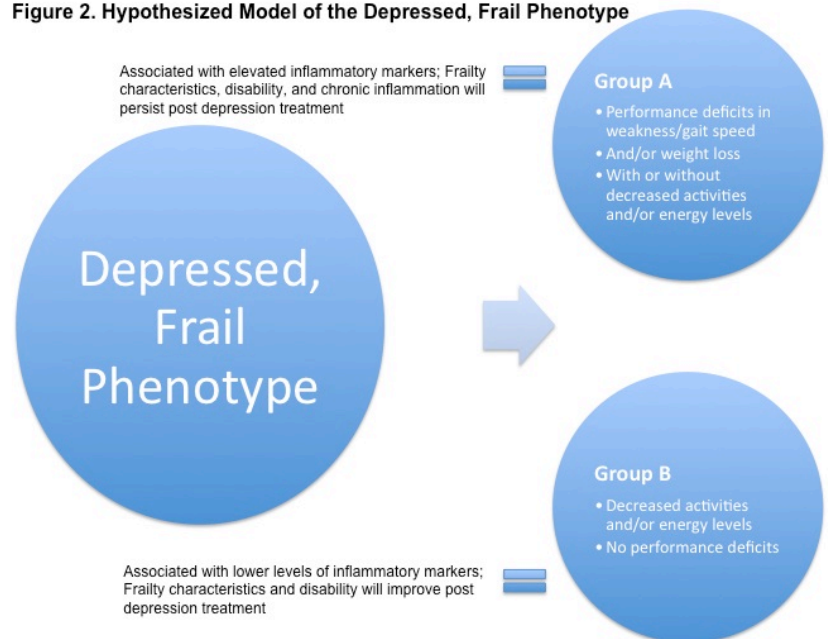 Figure 2. Hypothesized Model of the Depressed, Frail Phenotype
Associated with elevated inflammatory markers; Frailty
characteristics, disability, and chronic inflammation will
persist post depression treatment
Group A
• Performance deficits in
weakness/gait speed
• And/or weight loss
• With or without
decreased activities
and/or energy levels
Depressed,
Frail
Phenotype
Group B
• Decreased activities
and/or energy levels
• No performance deficits
Associated with lower levels of inflammatory markers;
Frailty characteristics and disability will improve post
depression treatment